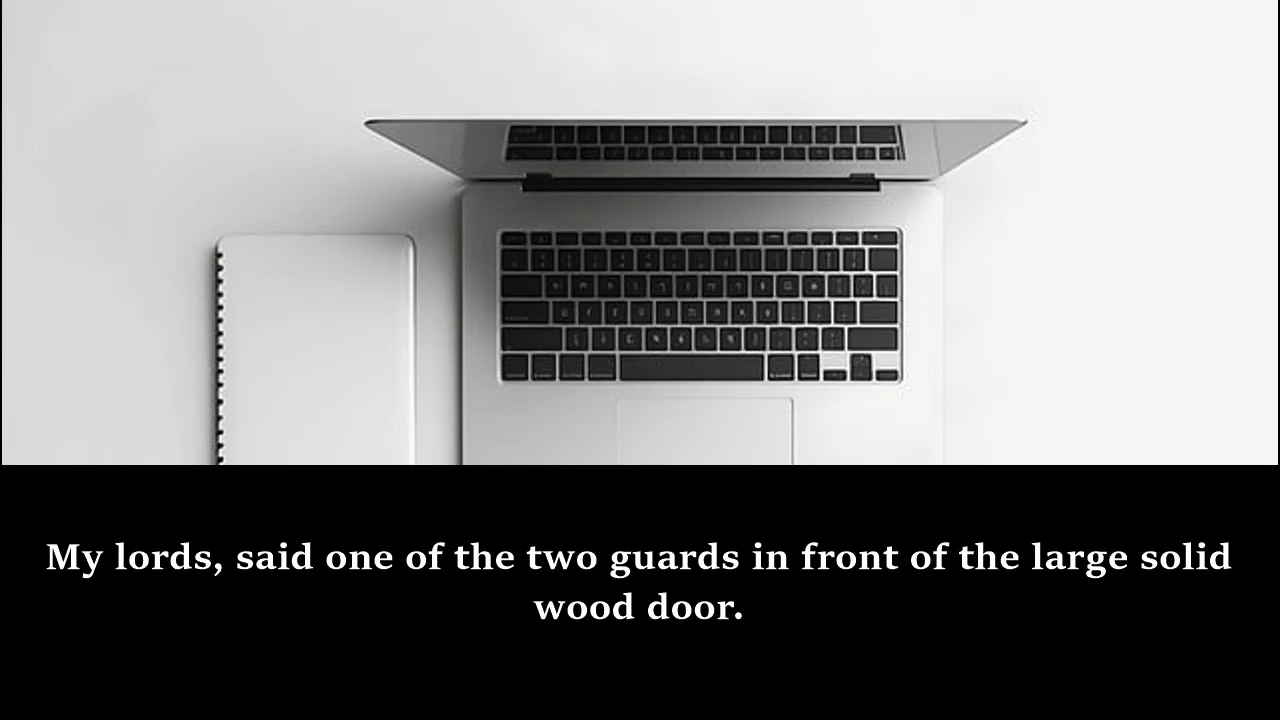 My lords, said one of the two guards in front of the large solid
wood door.